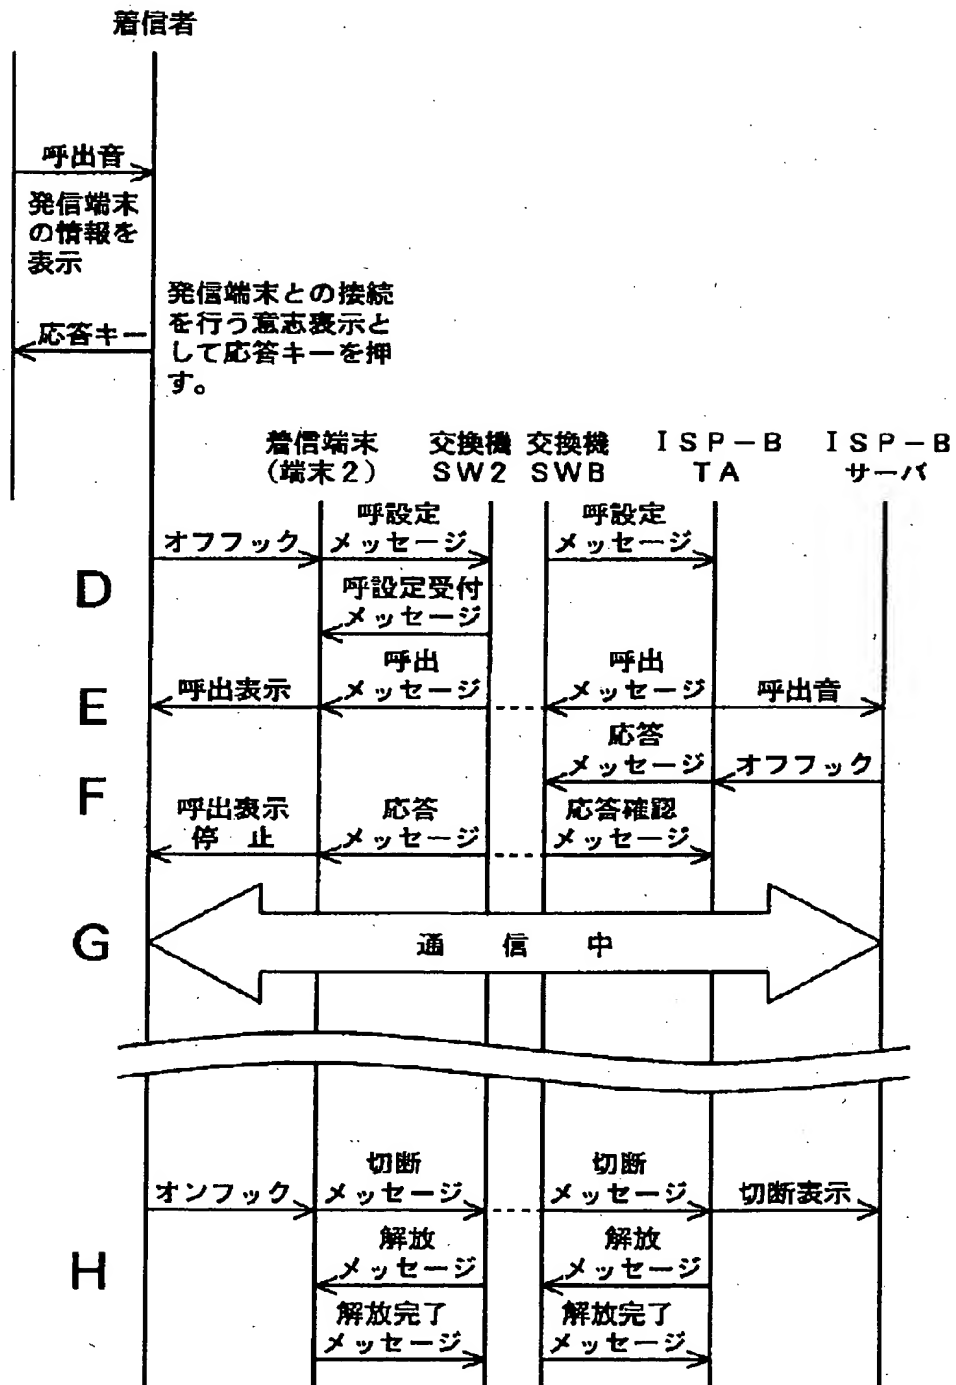 着信者
呼出音
発信端末
の情報を
表示
発信端末との接続
を行う意志表示と
して応答キーを押
す。
応答キー
着信端末
(端末2)
交換機
SW2
交換機
SWB
ISP-B
TA
ISP-B
サーバ
オフフック
呼設定
メッセージ
呼設定
メッセージ
D
呼設定受付
メッセージ
E
呼出表示
呼出
メッセージ
呼出
メッセージ
呼出音
F
応答
メッセージ
オフフック
呼出表示
停 止
応答
メッセージ
応答確認
メッセージ
G
通 信 中
オンフック
切断
メッセージ
切断
メッセージ
切断表示
H
解放
メッセージ
解放
メッセージ
解放完了
メッセージ
解放完了
メッセージ